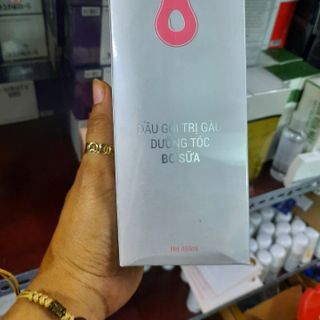 DẦU GỘI TRỊ GÀU
DƯỠNG TÓC
BƠ SỮA